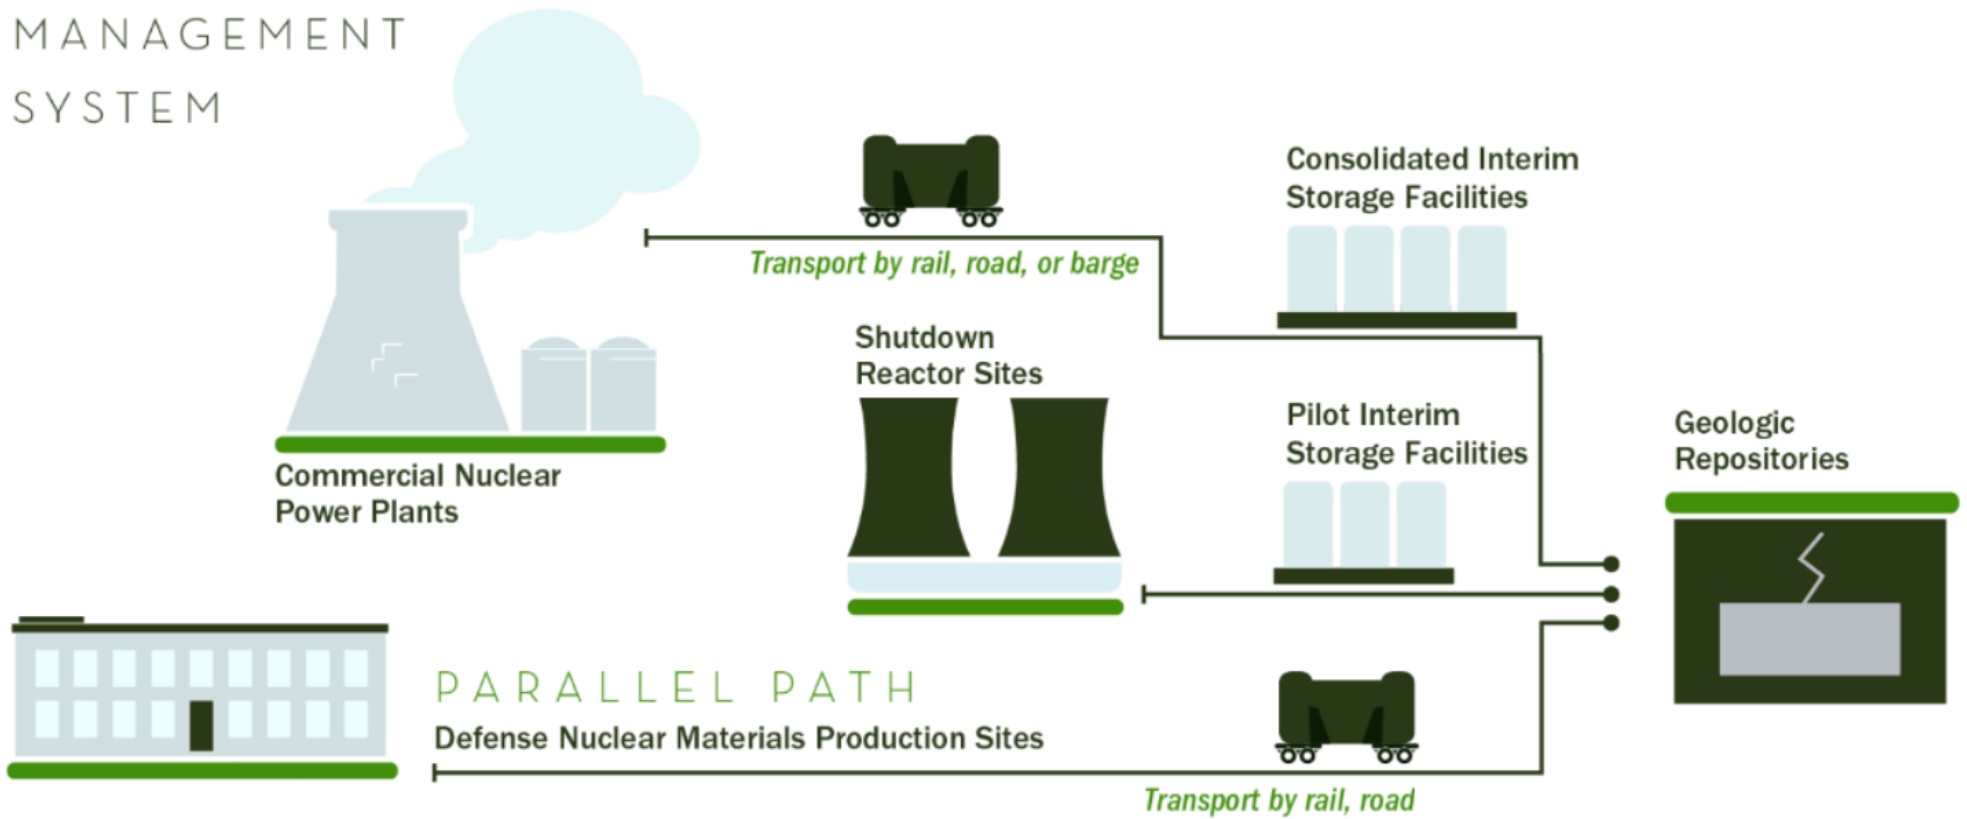 MANAGEMENT
SYSTEM
Transport by rail, road, or barge
Consolidated Interim
Storage Facilities
Shutdown
Reactor Sites
Commercial Nuclear
Power Plants
Pilot Interim
Storage Facilities
Geologic
Repositories
PARALLEL PATH
Defense Nuclear Materials Production Sites
Transport by rail, road